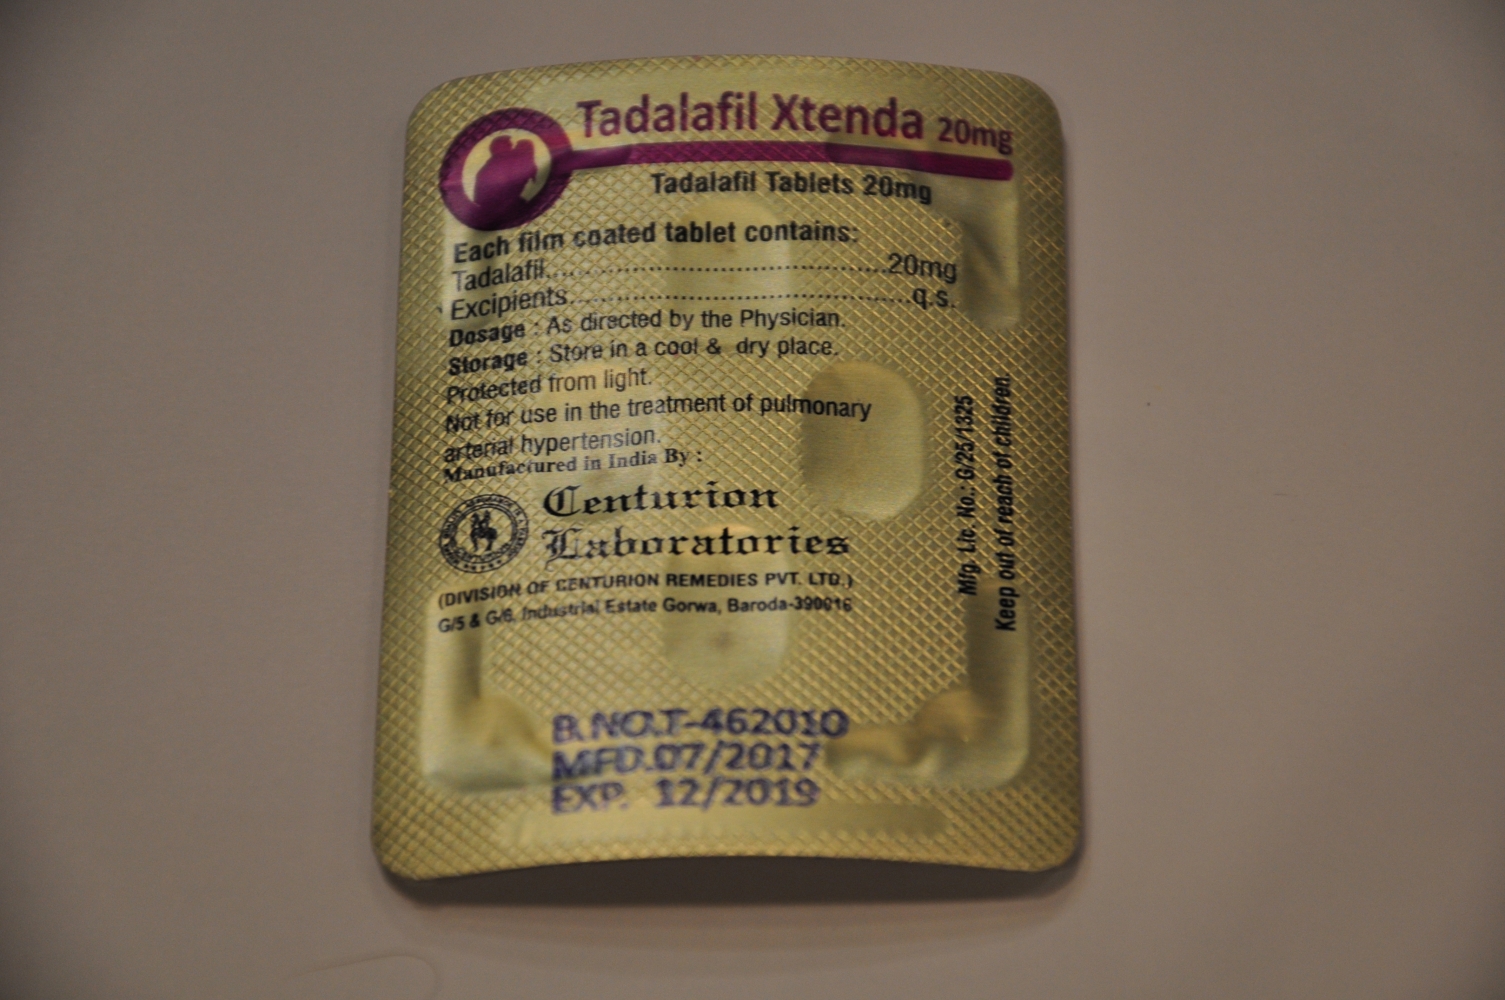 Tadalafil Xtenda 20mg
Tadalafil Tablets 20mg
Each film coated tablet contains:
Tadalafil..................................................20mg
Excipients..................................................q.s.
Dosage : As directed by the Physician.
Storage : Store in a cool & dry place.
Protected from light.
Not for use in the treatment of pulmonary
arterial hypertension.
Manufactured in India By :
Centurion
Laboratories
(DIVISION OF CENTURION REMEDIES PVT. LTD.)
G/5 & G/6, Industrial Estate Gorwa, Baroda-390016
Mfg. Lic. No.: G/25/1325
Keep out of reach of children
B.NO.T-462010
MFD.07/2017
EXP. 12/2019